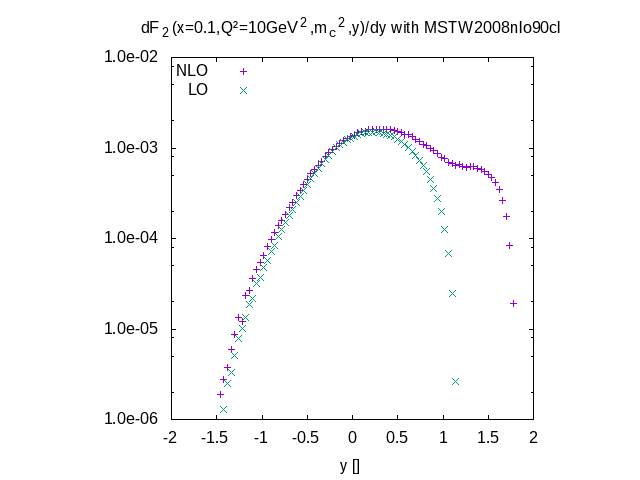 dF₂(x=0.1,Q²=10GeV²,m_c²,y)/dy with MSTW2008nlo90cl
1.0e-02
NLO
LO
1.0e-03
1.0e-04
1.0e-05
1.0e-06
-2 -1.5 -1 -0.5 0 0.5 1 1.5 2
y []